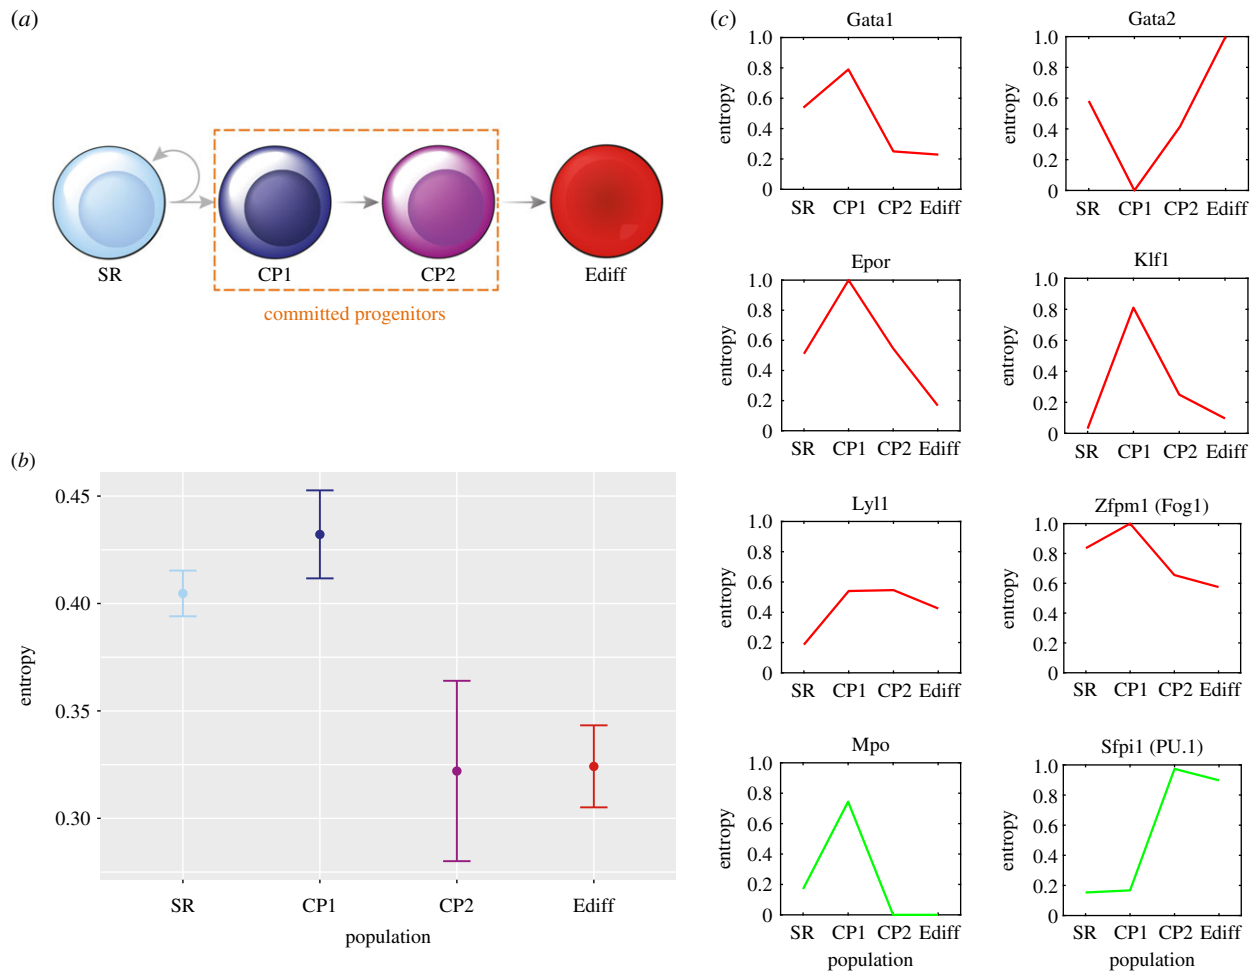 (a)
SR
CP1
CP2
Ediff
committed progenitors
(b)
entropy
0.45
0.40
0.35
0.30
SR
CP1
CP2
Ediff
population
(c)
Gata1
entropy
1.0
0.8
0.6
0.4
0.2
0
SR CP1 CP2 Ediff
Gata2
entropy
1.0
0.8
0.6
0.4
0.2
0
SR CP1 CP2 Ediff
Epor
entropy
1.0
0.8
0.6
0.4
0.2
0
SR CP1 CP2 Ediff
Klf1
entropy
1.0
0.8
0.6
0.4
0.2
0
SR CP1 CP2 Ediff
Lyl1
entropy
1.0
0.8
0.6
0.4
0.2
0
SR CP1 CP2 Ediff
Zfpm1 (Fog1)
entropy
1.0
0.8
0.6
0.4
0.2
0
SR CP1 CP2 Ediff
Mpo
entropy
1.0
0.8
0.6
0.4
0.2
0
SR CP1 CP2 Ediff
population
Sfpi1 (PU.1)
entropy
1.0
0.8
0.6
0.4
0.2
0
SR CP1 CP2 Ediff
population